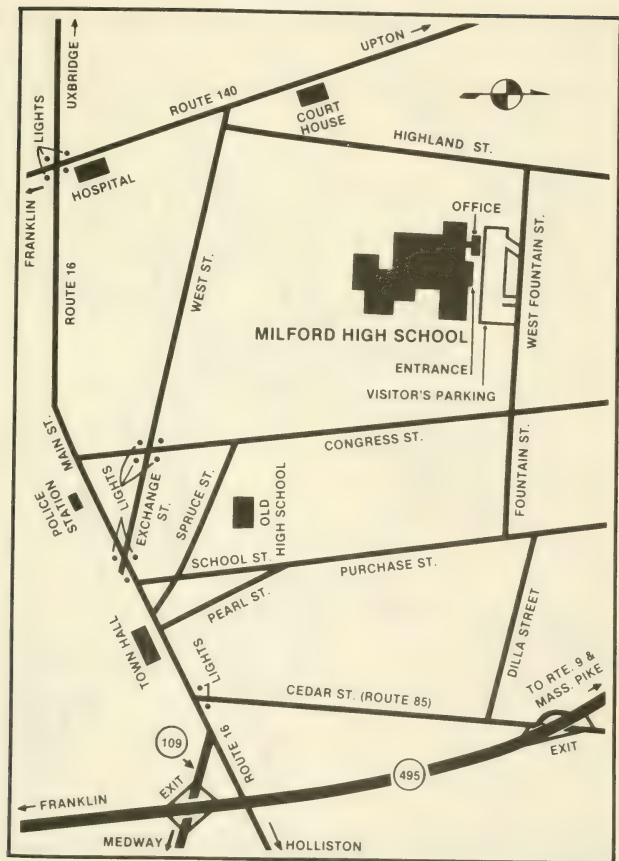 UPTON
UXBRIDGE
ROUTE 140
LIGHTS
COURT
HOUSE
HIGHLAND ST.
HOSPITAL
FRANKLIN
OFFICE
ROUTE 16
WEST ST.
WEST FOUNTAIN ST.
MILFORD HIGH SCHOOL
ENTRANCE
VISITOR'S PARKING
MAIN ST.
CONGRESS ST.
FOUNTAIN ST.
LIGHTS
EXCHANGE
ST.
SPRUCE ST.
POLICE
STATION
OLD
HIGH SCHOOL
SCHOOL ST.
PURCHASE ST.
PEARL ST.
DILLA STREET
TOWN HALL
LIGHTS
CEDAR ST. (ROUTE 85)
TO RTE. 9 &
MASS. PIKE
109
ROUTE 16
EXIT
EXIT
495
FRANKLIN
MEDWAY
HOLLISTON